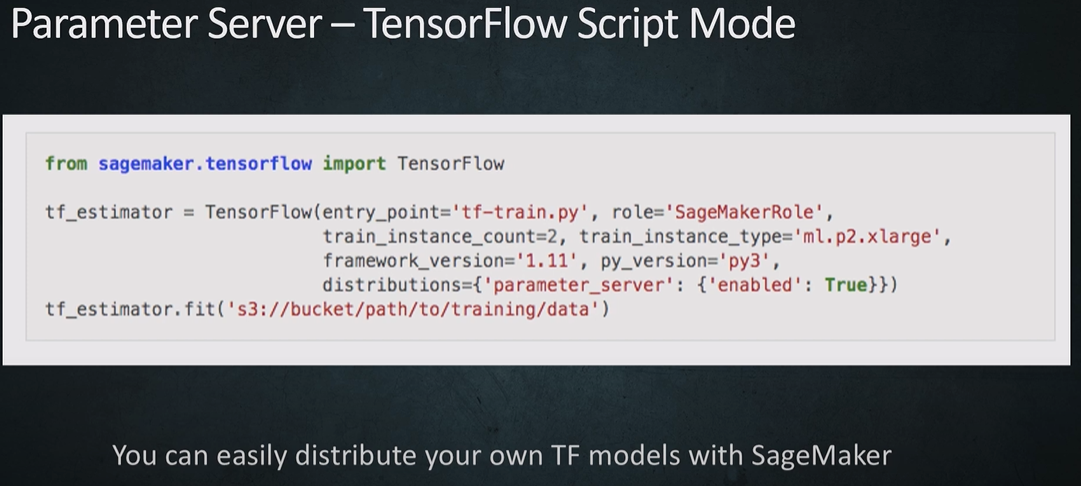 Parameter Server – TensorFlow Script Mode
from sagemaker.tensorflow import TensorFlow
tf_estimator = TensorFlow(entry_point='tf-train.py', role='SageMakerRole',
train_instance_count=2, train_instance_type='ml.p2.xlarge',
framework_version='1.11', py_version='py3',
distributions={'parameter_server': {'enabled': True}})
tf_estimator.fit('s3://bucket/path/to/training/data')
You can easily distribute your own TF models with SageMaker